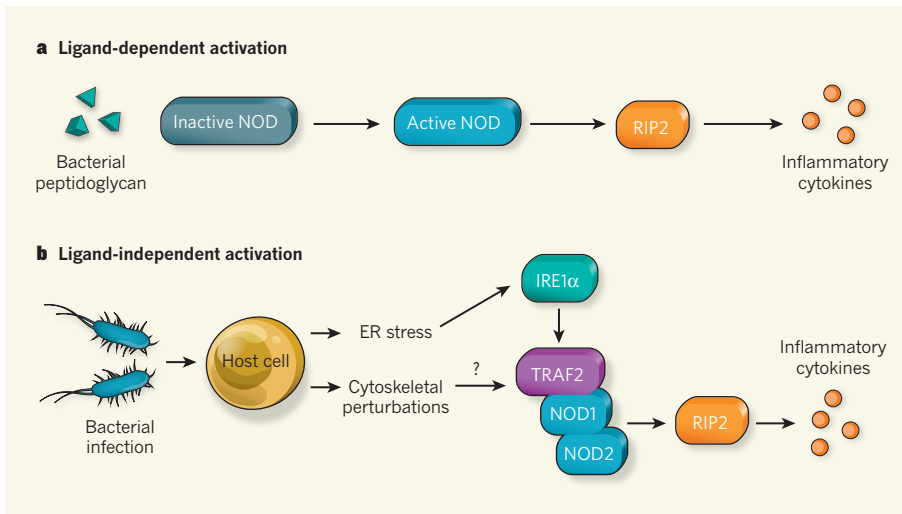 a Ligand-dependent activation
Bacterial
peptidoglycan
Inactive NOD
Active NOD
RIP2
Inflammatory
cytokines
b Ligand-independent activation
Bacterial
infection
Host cell
ER stress
Cytoskeletal
perturbations
?
IRE1α
TRAF2
NOD1
NOD2
RIP2
Inflammatory
cytokines